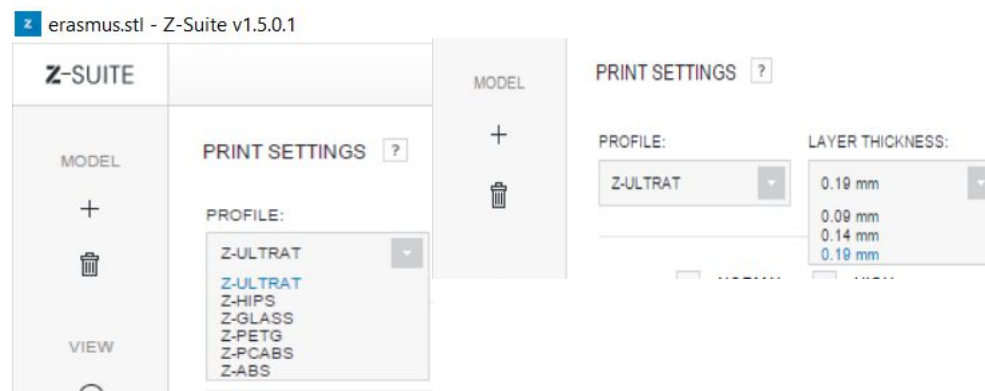 erasmus.stl - Z-Suite v1.5.0.1
Z-SUITE
MODEL
PRINT SETTINGS ?
PROFILE:
Z-ULTRAT
Z-ULTRAT
Z-HIPS
Z-GLASS
Z-PETG
Z-PCABS
Z-ABS
VIEW
MODEL
PRINT SETTINGS ?
PROFILE:
Z-ULTRAT
LAYER THICKNESS:
0.19 mm
0.09 mm
0.14 mm
0.19 mm